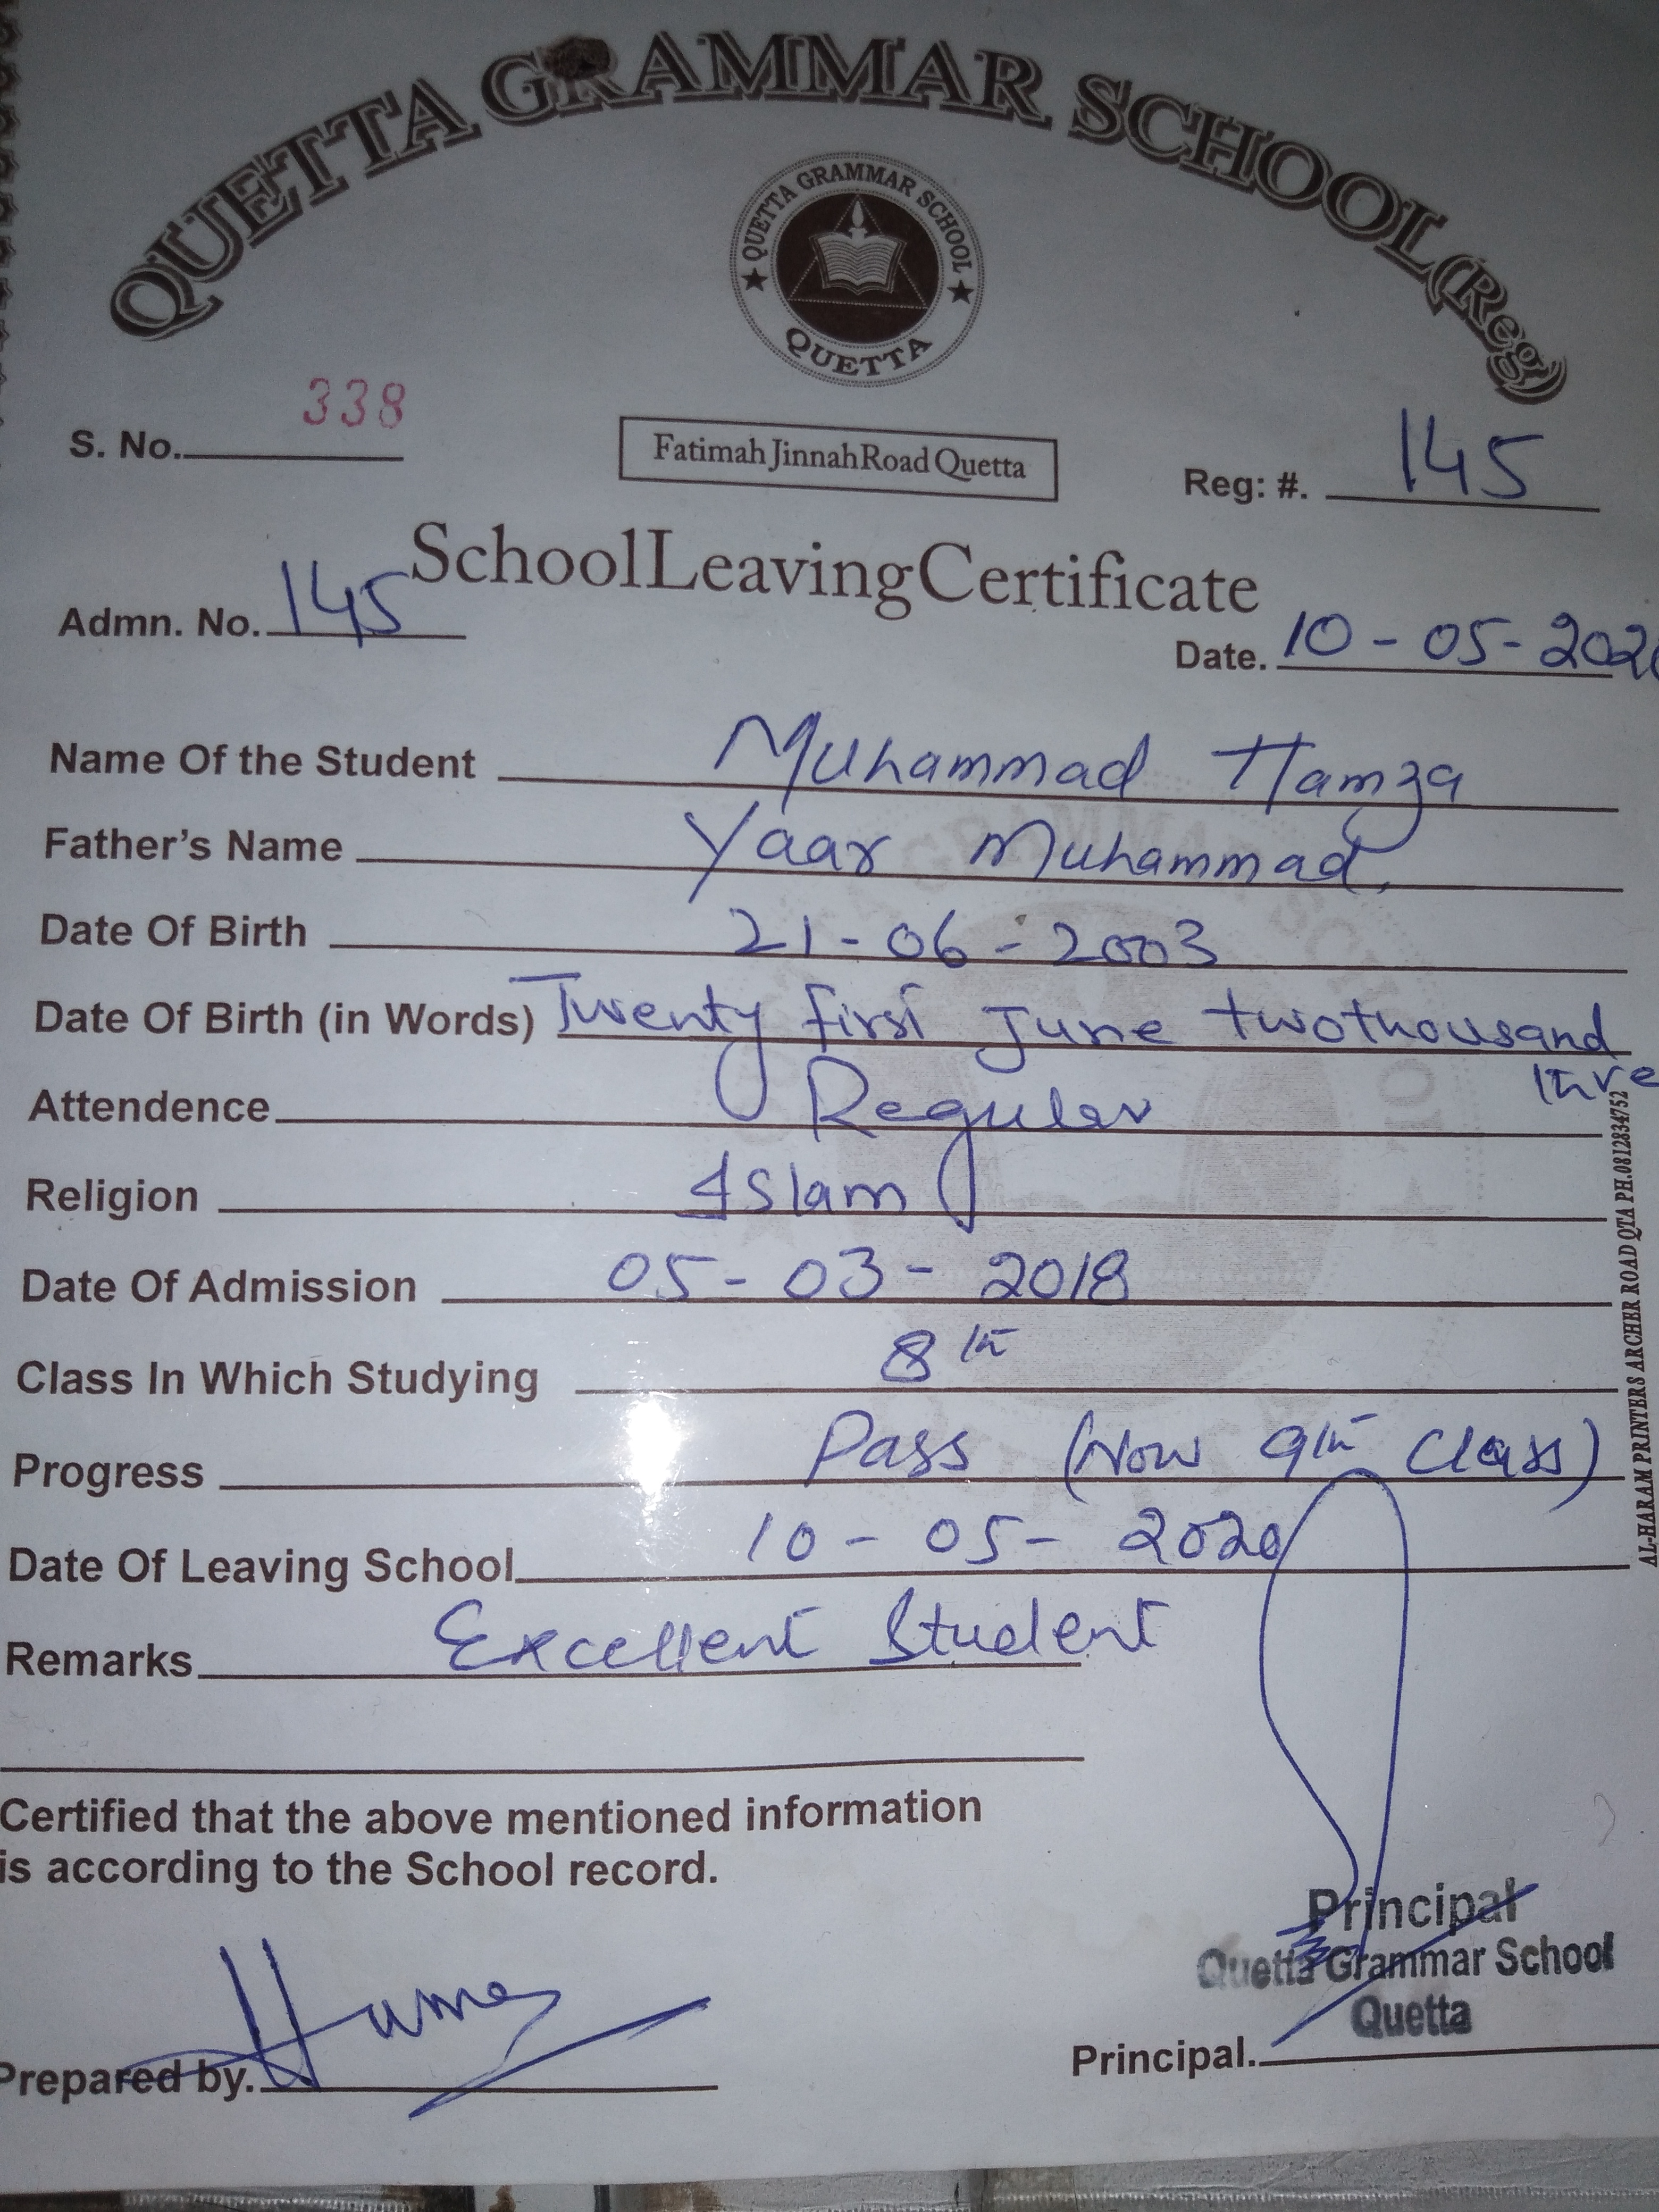 QUETTA GRAMMAR SCHOOL (Reg)
QUETTA GRAMMAR SCHOOL
QUETTA
S. No. 338
Fatimah Jinnah Road Quetta
Reg: #. 145
School Leaving Certificate
Admn. No. 145
Date. 10-05-202
Name Of the Student Muhammad Hamza
Father's Name Yaar Muhammad
Date Of Birth 21-06-2003
Date Of Birth (in Words) Twenty first June twothousand
thre
Attendence Reguler
Religion Islam
Date Of Admission 05-03-2018
Class In Which Studying 8th
Progress Pass (Now 9th Class)
Date Of Leaving School 10-05-2020
Remarks Excellent Student
Certified that the above mentioned information
is according to the School record.
Principal
Quetta Grammar School
Quetta
Prepared by.
Principal.
AL-HARAM PRINTERS ARCHER ROAD QTA PH.0812834752